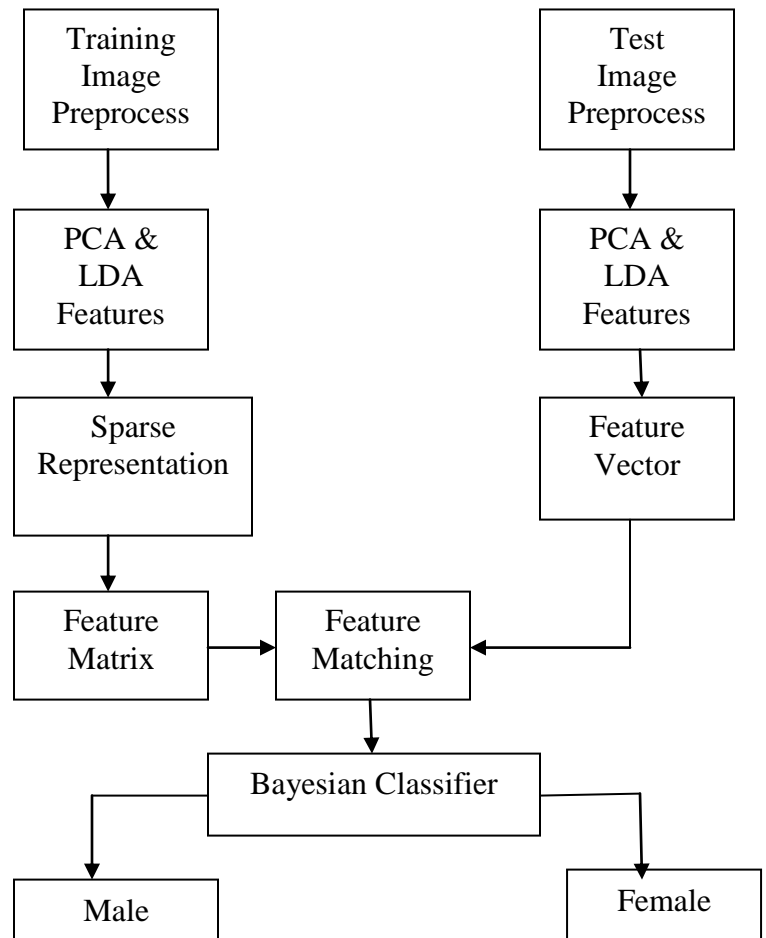 Training
Image
Preprocess
Test
Image
Preprocess
PCA &
LDA
Features
PCA &
LDA
Features
Sparse
Representation
Feature
Vector
Feature
Matrix
Feature
Matching
Bayesian Classifier
Male
Female